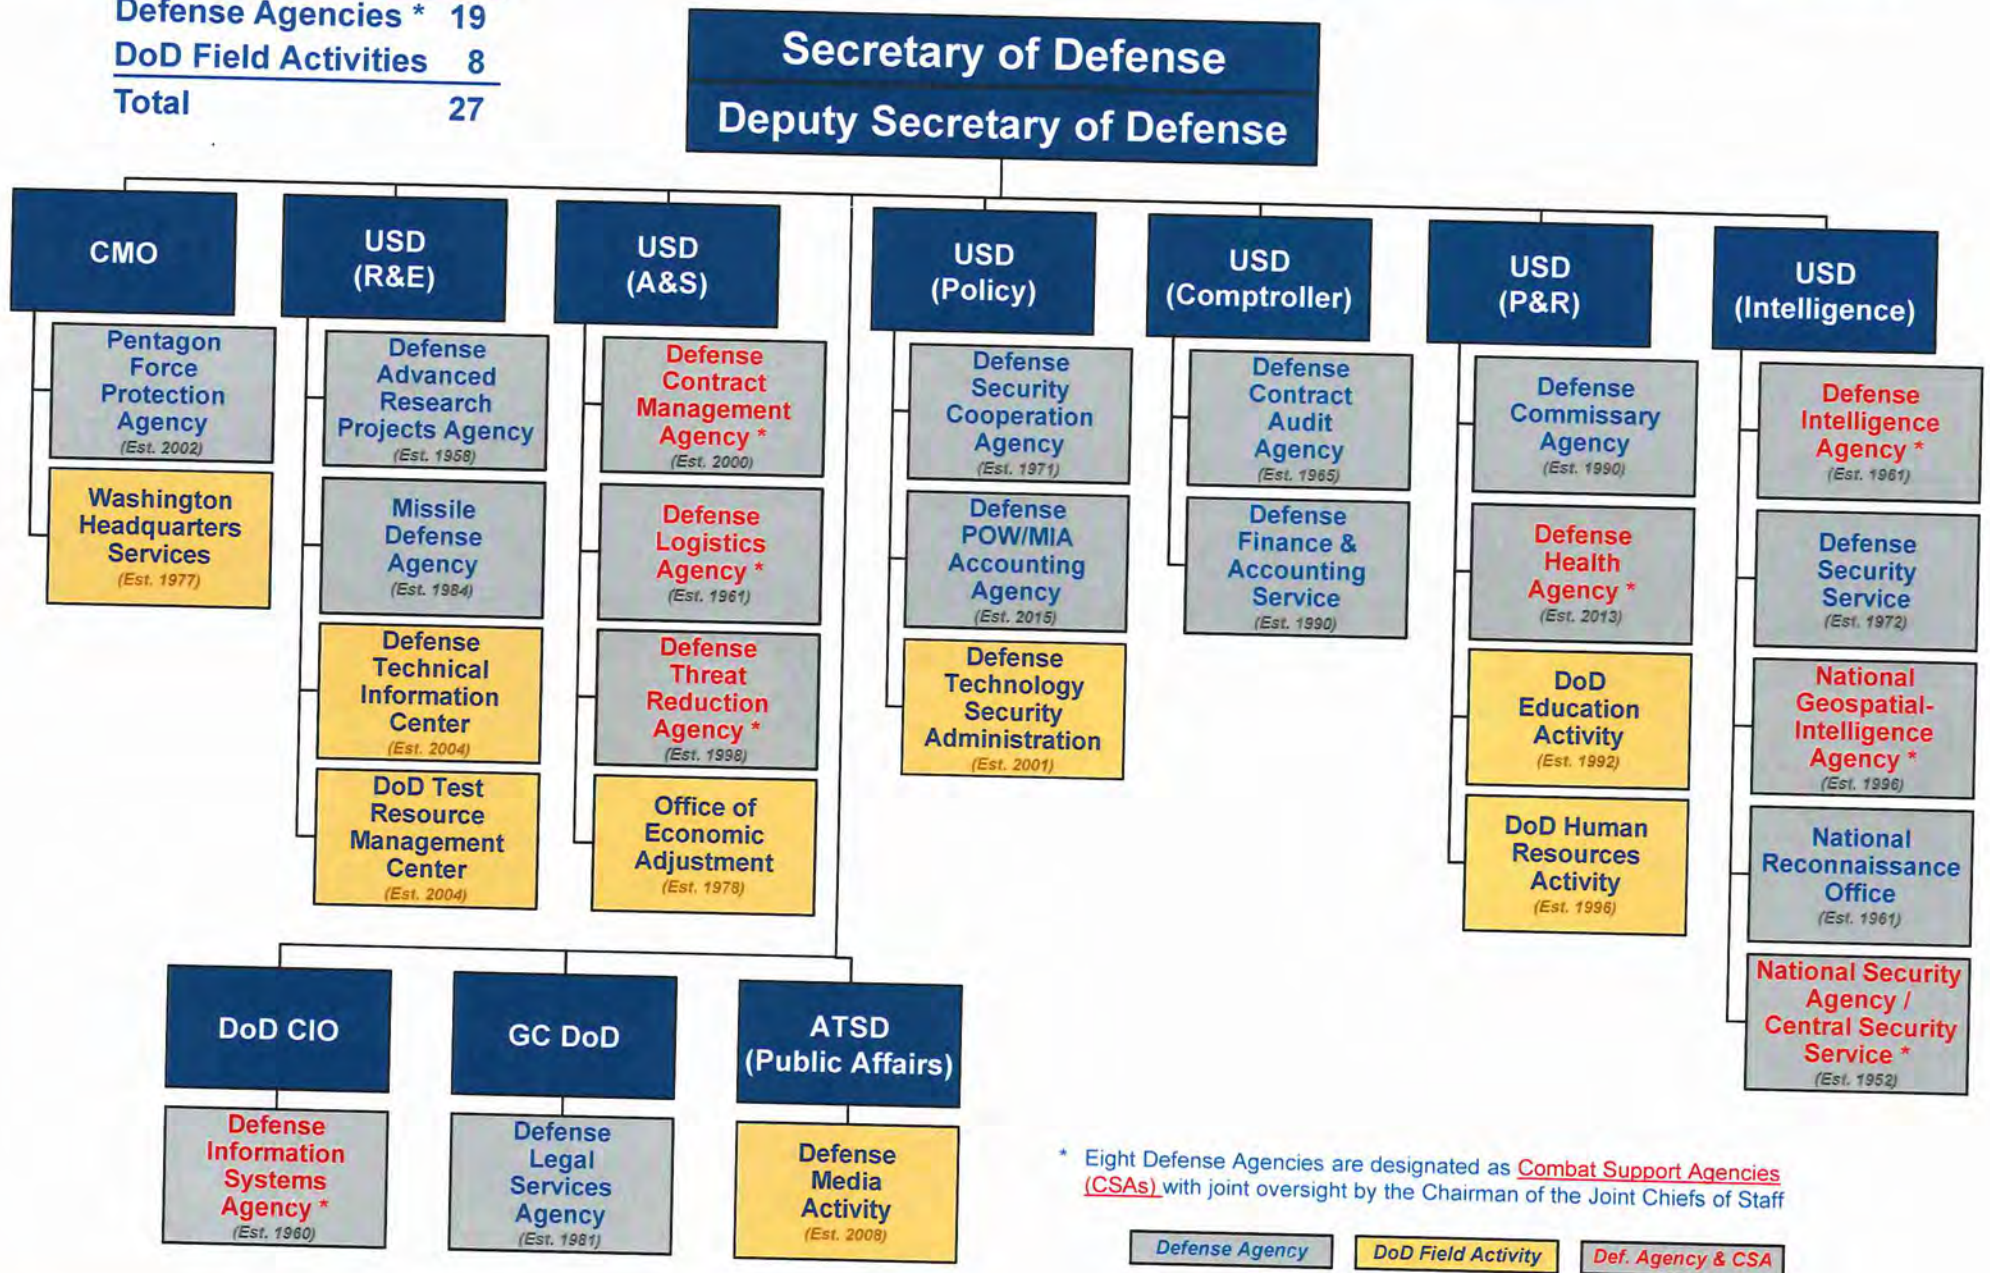 Defense Agencies * 19
DoD Field Activities 8
Total 27
Secretary of Defense
Deputy Secretary of Defense
CMO
Pentagon
Force
Protection
Agency
(Est. 2002)
Washington
Headquarters
Services
(Est. 1977)
USD
(R&E)
Defense
Advanced
Research
Projects Agency
(Est. 1958)
Missile
Defense
Agency
(Est. 1984)
Defense
Technical
Information
Center
(Est. 2004)
DoD Test
Resource
Management
Center
(Est. 2004)
USD
(A&S)
Defense
Contract
Management
Agency *
(Est. 2000)
Defense
Logistics
Agency *
(Est. 1961)
Defense
Threat
Reduction
Agency *
(Est. 1998)
Office of
Economic
Adjustment
(Est. 1978)
USD
(Policy)
Defense
Security
Cooperation
Agency
(Est. 1971)
Defense
POW/MIA
Accounting
Agency
(Est. 2015)
Defense
Technology
Security
Administration
(Est. 2001)
USD
(Comptroller)
Defense
Contract
Audit
Agency
(Est. 1965)
Defense
Finance &
Accounting
Service
(Est. 1990)
USD
(P&R)
Defense
Commissary
Agency
(Est. 1990)
Defense
Health
Agency *
(Est. 2013)
DoD
Education
Activity
(Est. 1992)
DoD Human
Resources
Activity
(Est. 1996)
USD
(Intelligence)
Defense
Intelligence
Agency *
(Est. 1961)
Defense
Security
Service
(Est. 1972)
National
Geospatial-
Intelligence
Agency *
(Est. 1996)
National
Reconnaissance
Office
(Est. 1961)
National Security
Agency /
Central Security
Service *
(Est. 1952)
DoD CIO
Defense
Information
Systems
Agency *
(Est. 1960)
GC DoD
Defense
Legal
Services
Agency
(Est. 1981)
ATSD
(Public Affairs)
Defense
Media
Activity
(Est. 2008)
* Eight Defense Agencies are designated as Combat Support Agencies
(CSAs) with joint oversight by the Chairman of the Joint Chiefs of Staff
Defense Agency
DoD Field Activity
Def. Agency & CSA